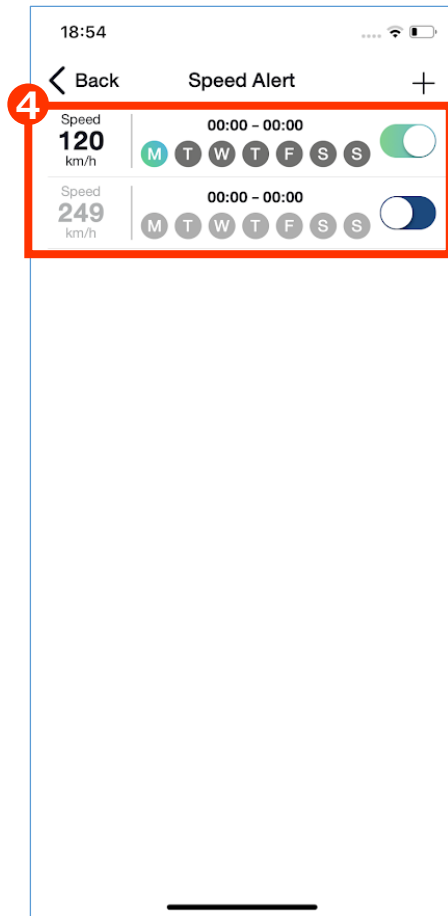 18:54
Back Speed Alert +
4
Speed
120
km/h
00:00 – 00:00
M T W T F S S
Speed
249
km/h
00:00 – 00:00
M T W T F S S